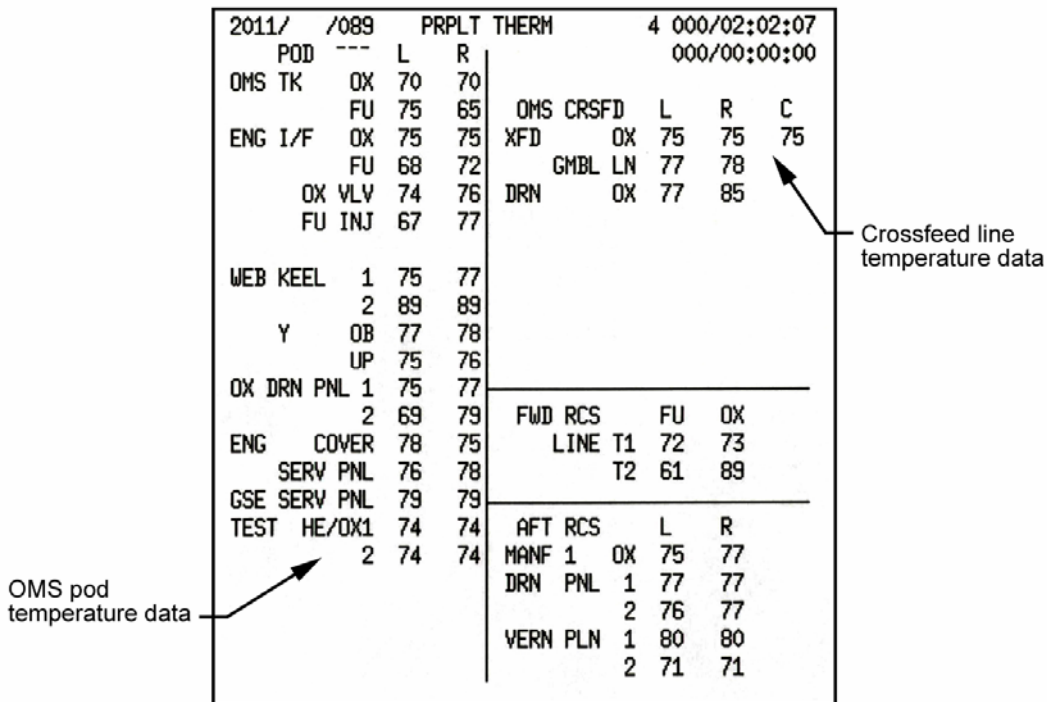 2011/ /089 PRPLT THERM 4 000/02:02:07
000/00:00:00
POD --- L R
OMS TK OX 70 70
FU 75 65
ENG I/F OX 75 75
FU 68 72
OX VLV 74 76
FU INJ 67 77
WEB KEEL 1 75 77
2 89 89
Y OB 77 78
UP 75 76
OX DRN PNL 1 75 77
2 69 79
ENG COVER 78 75
SERV PNL 76 78
GSE SERV PNL 79 79
TEST HE/OX1 74 74
2 74 74
OMS CRSFD L R C
XFD OX 75 75 75
GMBL LN 77 78
DRN OX 77 85
FWD RCS FU OX
LINE T1 72 73
T2 61 89
AFT RCS L R
MANF 1 OX 75 77
DRN PNL 1 77 77
2 76 77
VERN PLN 1 80 80
2 71 71
Crossfeed line
temperature data
OMS pod
temperature data